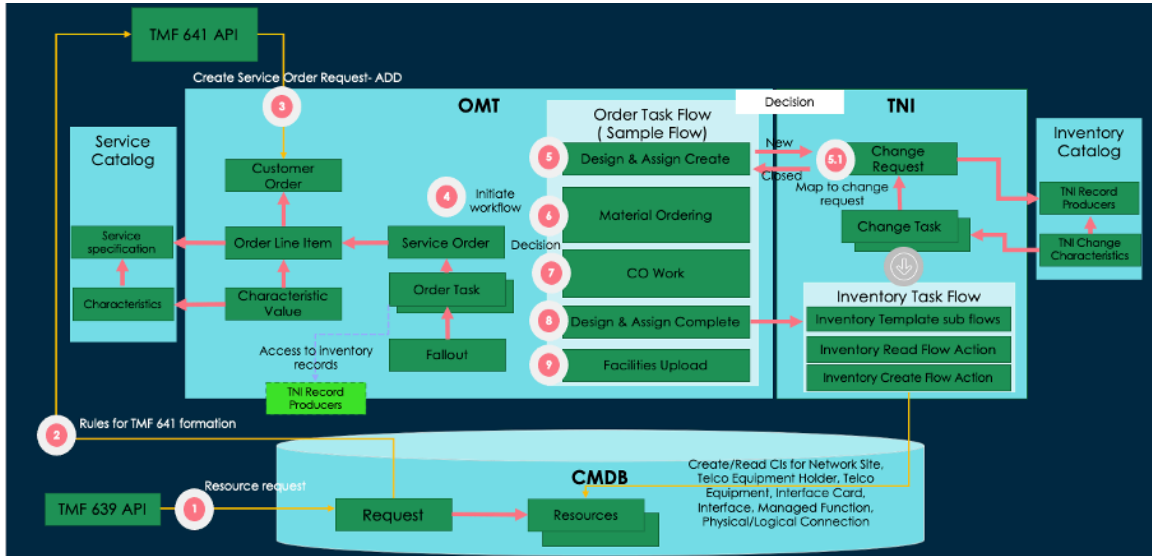 TMF 641 API
Create Service Order Request- ADD
3
OMT
Decision
TNI
Service
Catalog
Customer
Order
Service
specification
Order Line Item
Characteristics
Characteristic
Value
4
Initiate
workflow
Service Order
Order Task
Fallout
Access to inventory
records
TNI Record
Producers
Order Task Flow
( Sample Flow)
5
Design & Assign Create
6
Material Ordering
Decision
7
CO Work
8
Design & Assign Complete
9
Facilities Upload
New
Closed
5.1
Change
Request
Map to change
request
Change Task
Inventory Task Flow
Inventory Template sub flows
Inventory Read Flow Action
Inventory Create Flow Action
Inventory
Catalog
TNI Record
Producers
TNI Change
Characteristics
2
Rules for TMF 641 formation
CMDB
Create/Read CIs for Network Site,
Telco Equipment Holder, Telco
Equipment, Interface Card,
Interface, Managed Function,
Physical/Logical Connection
TMF 639 API
1
Resource request
Request
Resources